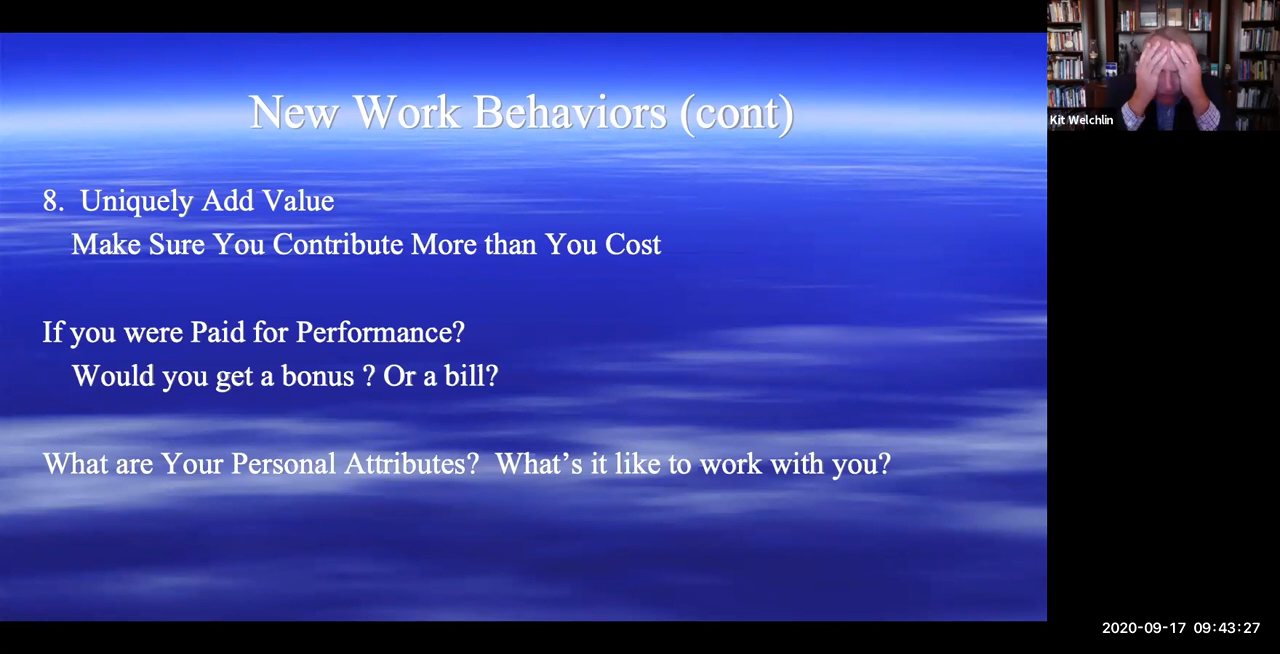 New Work Behaviors (cont)
8. Uniquely Add Value
Make Sure You Contribute More than You Cost
If you were Paid for Performance?
Would you get a bonus ? Or a bill?
What are Your Personal Attributes? What’s it like to work with you?
Kit Welchlin
2020-09-17 09:43:27